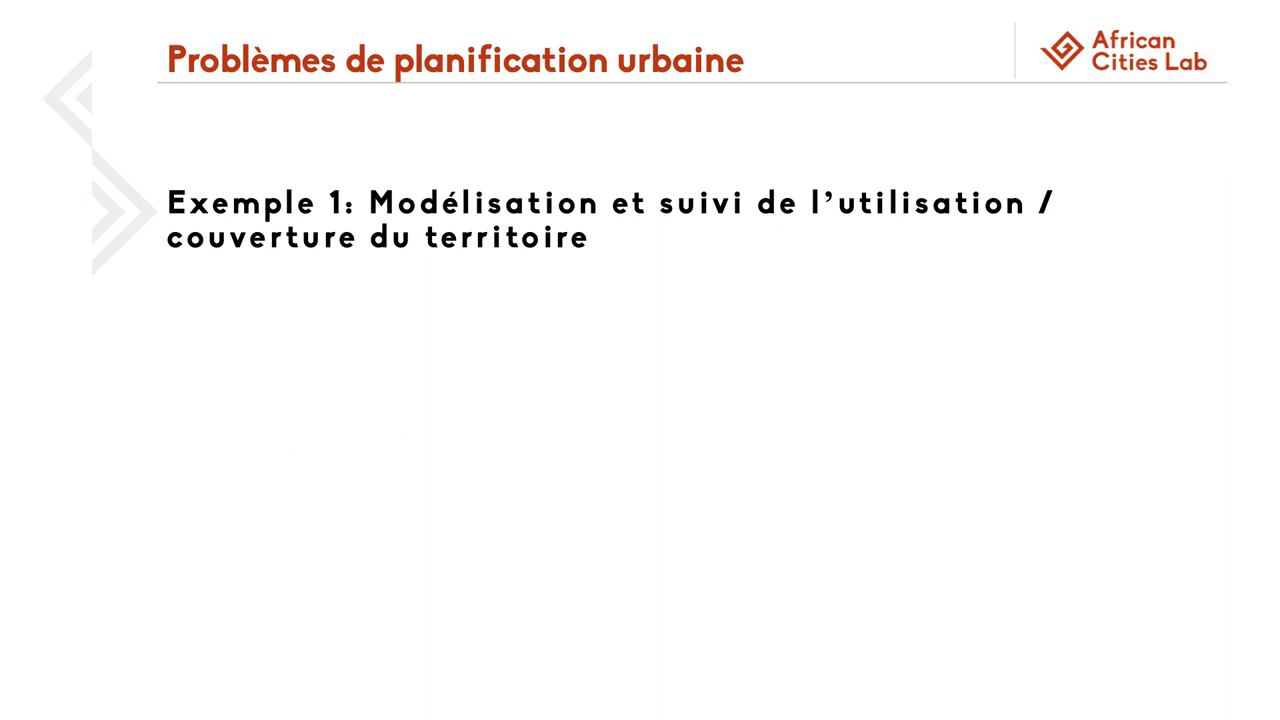 Problèmes de planification urbaine
African
Cities Lab
Exemple 1: Modélisation et suivi de l’utilisation /
couverture du territoire